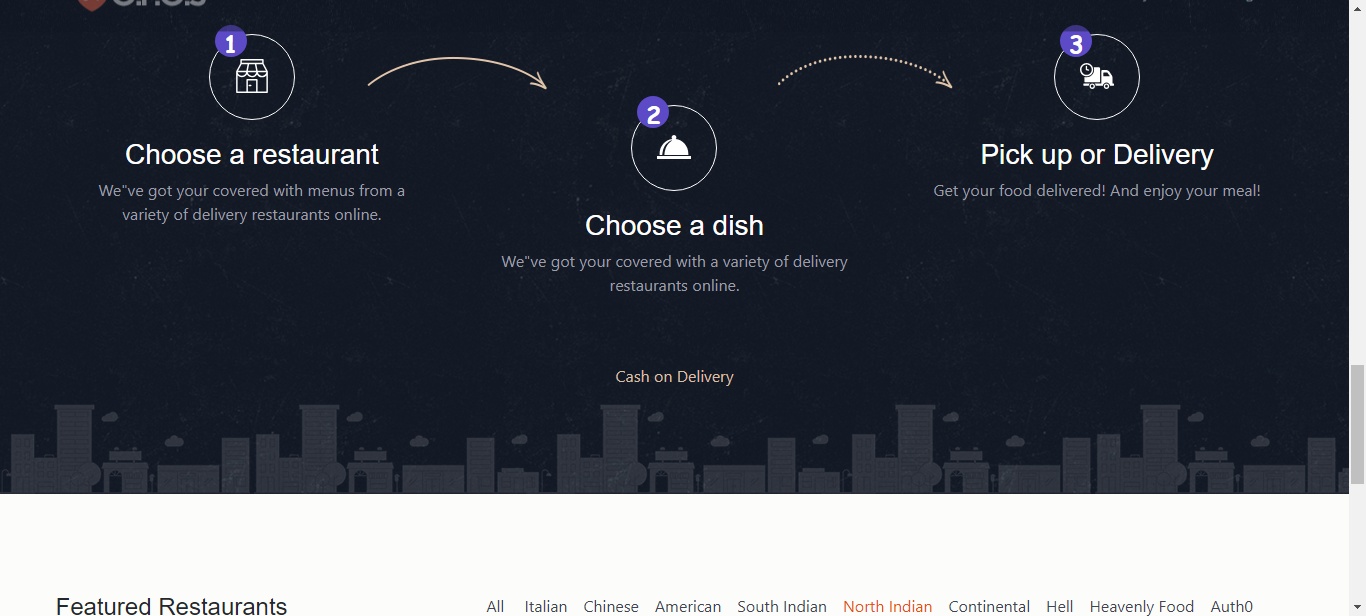 1
2
3
Choose a restaurant
We"ve got your covered with menus from a
variety of delivery restaurants online.
Choose a dish
We"ve got your covered with a variety of delivery
restaurants online.
Pick up or Delivery
Get your food delivered! And enjoy your meal!
Cash on Delivery
Featured Restaurants
All Italian Chinese American South Indian North Indian Continental Hell Heavenly Food Auth0